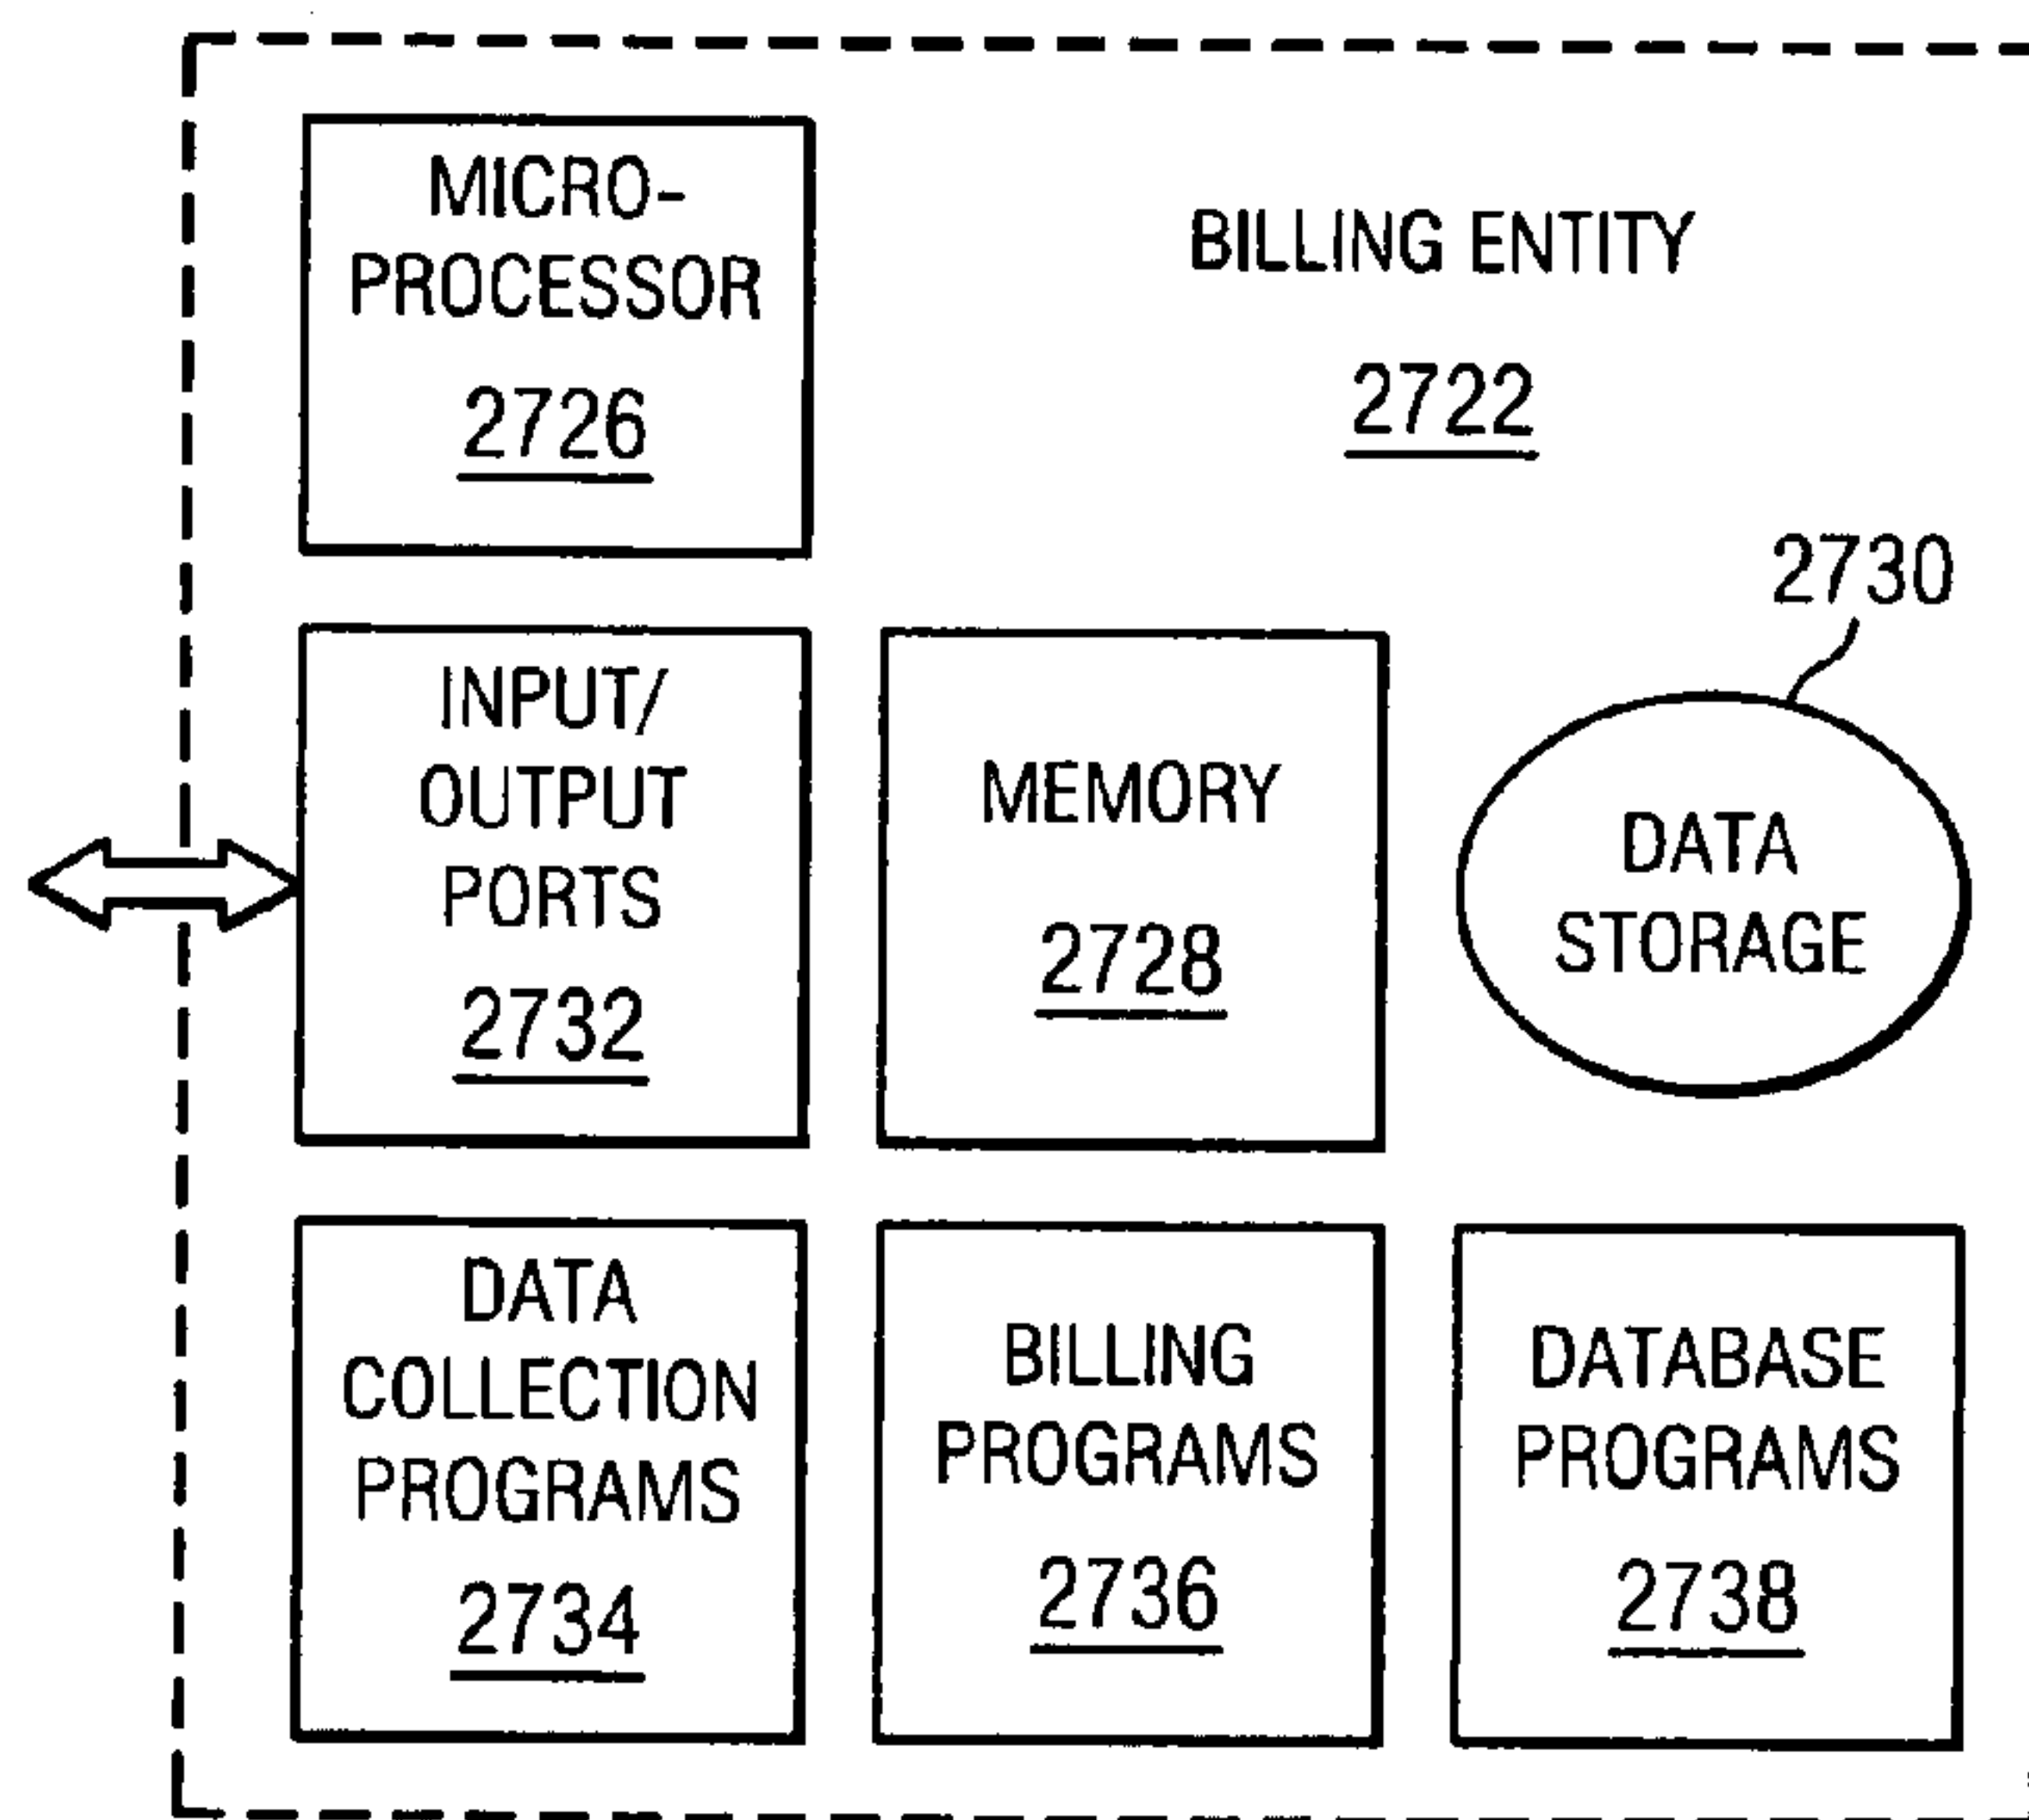 MICRO-
PROCESSOR
2726
BILLING ENTITY
2722
2730
INPUT/
OUTPUT
PORTS
2732
MEMORY
2728
DATA
STORAGE
DATA
COLLECTION
PROGRAMS
2734
BILLING
PROGRAMS
2736
DATABASE
PROGRAMS
2738